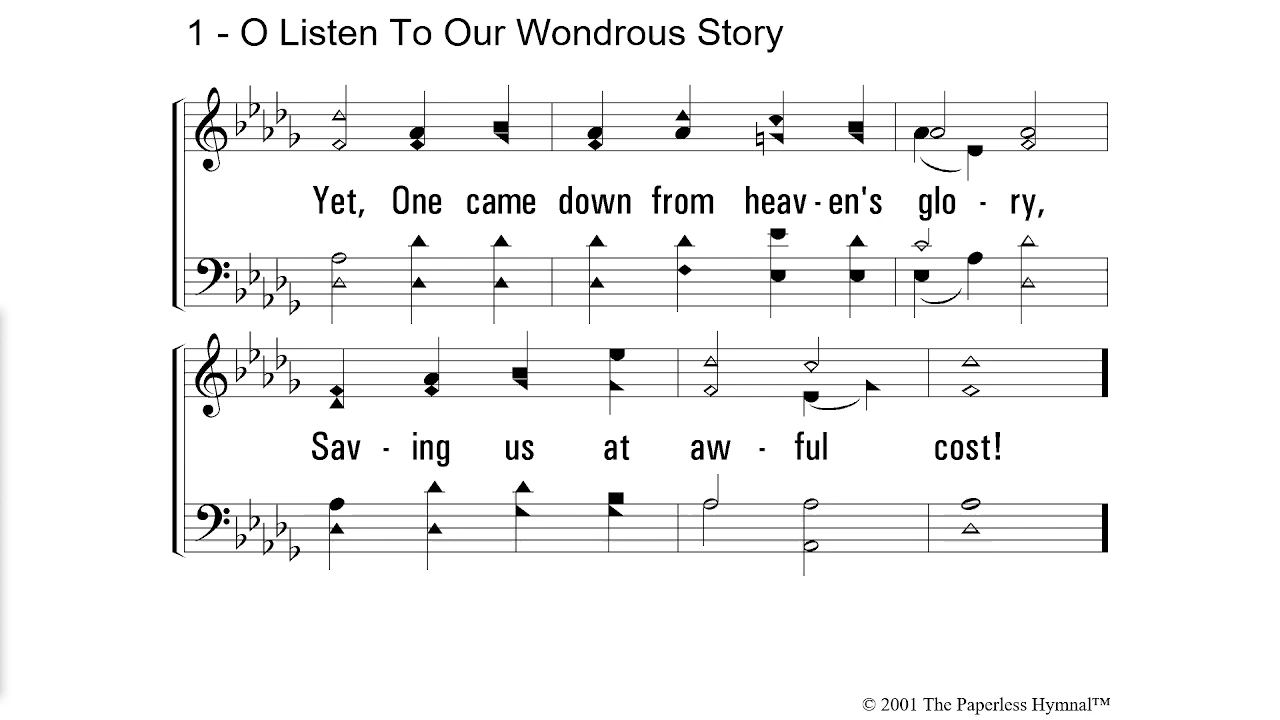 1 - O Listen To Our Wondrous Story
Yet, One came down from heav - en's glo - ry,
Sav - ing us at aw - ful cost!
© 2001 The Paperless Hymnal™